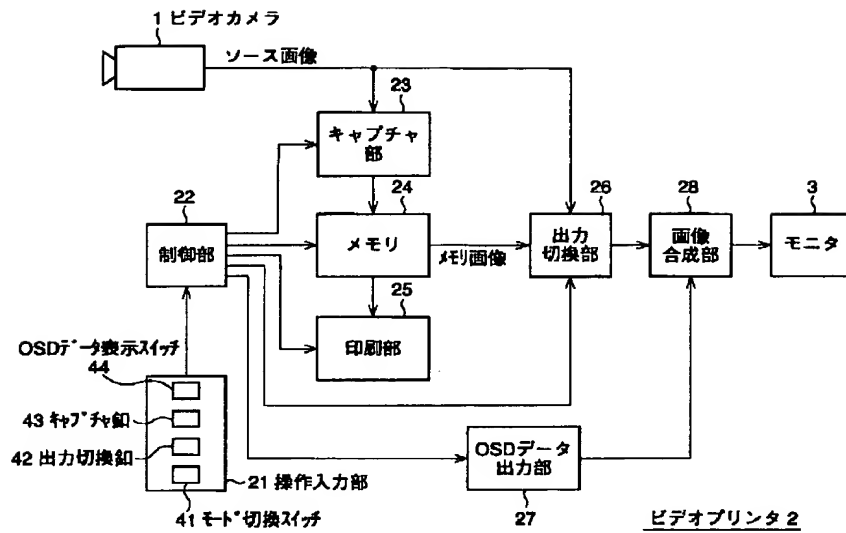 1 ビデオカメラ
ソース画像
23
キャプチャ
部
22
制御部
24
メモリ
メモリ画像
26
出力
切換部
28
画像
合成部
3
モニタ
25
印刷部
OSDデータ表示スイッチ
44
43 キャプチャ釦
42 出力切換釦
21 操作入力部
41 モード切換スイッチ
OSDデータ
出力部
27
ビデオプリンタ 2